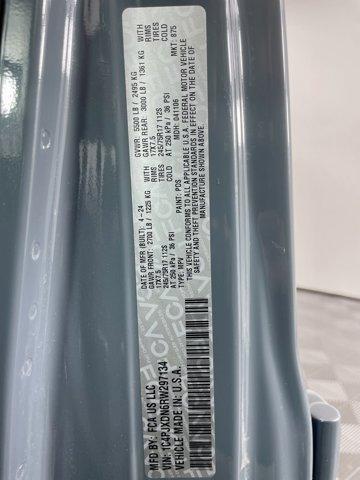 MFD BY: FCA US LLC
VIN: 1C4PJXDN6RW297134
VEHICLE MADE IN: U.S.A.
DATE OF MFR (BUILT): 4-24
GAWR FRONT: 2700 LB / 1225 KG WITH
17X7.5 RIMS
245/75R17 112S TIRES
AT 250 kPa / 36 PSI COLD
TYPE: MPV PAINT: PDS
GVWR: 5500 LB / 2495 KG
GAWR REAR: 3000 LB / 1361 KG WITH
17X7.5 RIMS
245/75R17 112S TIRES
AT 250 kPa / 36 PSI COLD
MDH: 041106 MKT: 875
THIS VEHICLE CONFORMS TO ALL APPLICABLE U.S.A. FEDERAL MOTOR VEHICLE
SAFETY AND THEFT PREVENTION STANDARDS IN EFFECT ON THE DATE OF
MANUFACTURE SHOWN ABOVE.